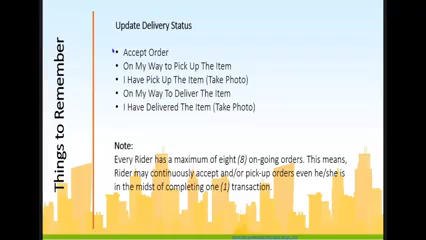 Things to Remember
Update Delivery Status
• Accept Order
• On My Way to Pick Up The Item
• I Have Pick Up The Item (Take Photo)
• On My Way To Deliver The Item
• I Have Delivered The Item (Take Photo)
Note:
Every Rider has a maximum of eight (8) on-going orders. This means,
Rider may continuously accept and/or pick-up orders even he/she is
in the midst of completing one (1) transaction.